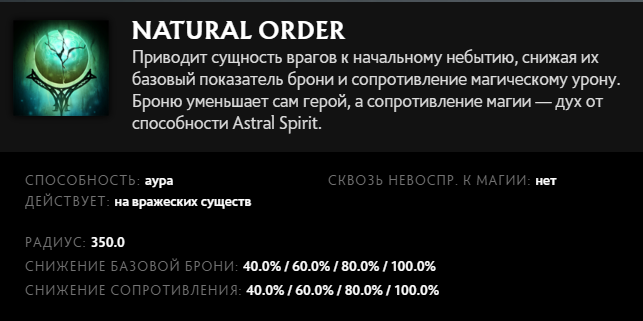 NATURAL ORDER
Приводит сущность врагов к начальному небытию, снижая их
базовый показатель брони и сопротивление магическому урону.
Броню уменьшает сам герой, а сопротивление магии — дух от
способности Astral Spirit.
СПОСОБНОСТЬ: аура СКВОЗЬ НЕВОСПР. К МАГИИ: нет
ДЕЙСТВУЕТ: на вражеских существ
РАДИУС: 350.0
СНИЖЕНИЕ БАЗОВОЙ БРОНИ: 40.0% / 60.0% / 80.0% / 100.0%
СНИЖЕНИЕ СОПРОТИВЛЕНИЯ: 40.0% / 60.0% / 80.0% / 100.0%